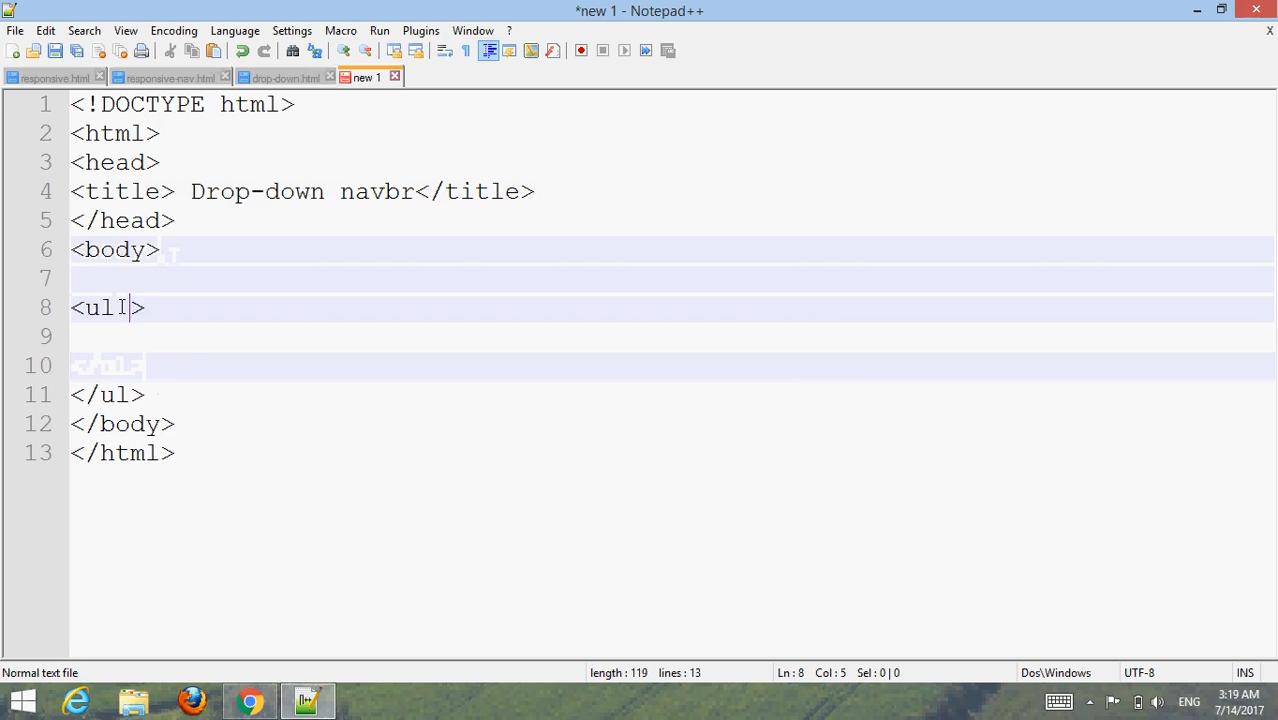 *new 1 - Notepad++
File Edit Search View Encoding Language Settings Macro Run Plugins Window ?
X
responsive.html responsive-nav.html drop-down.html new 1
1 <!DOCTYPE html>
2 <html>
3 <head>
4 <title> Drop-down navbr</title>
5 </head>
6 <body>
7
8 <ul >
9
10 </ul>
11 </ul>
12 </body>
13 </html>
Normal text file length : 119 lines : 13 Ln : 8 Col : 5 Sel : 0 | 0 Dos\Windows UTF-8 INS
ENG 3:19 AM
7/14/2017